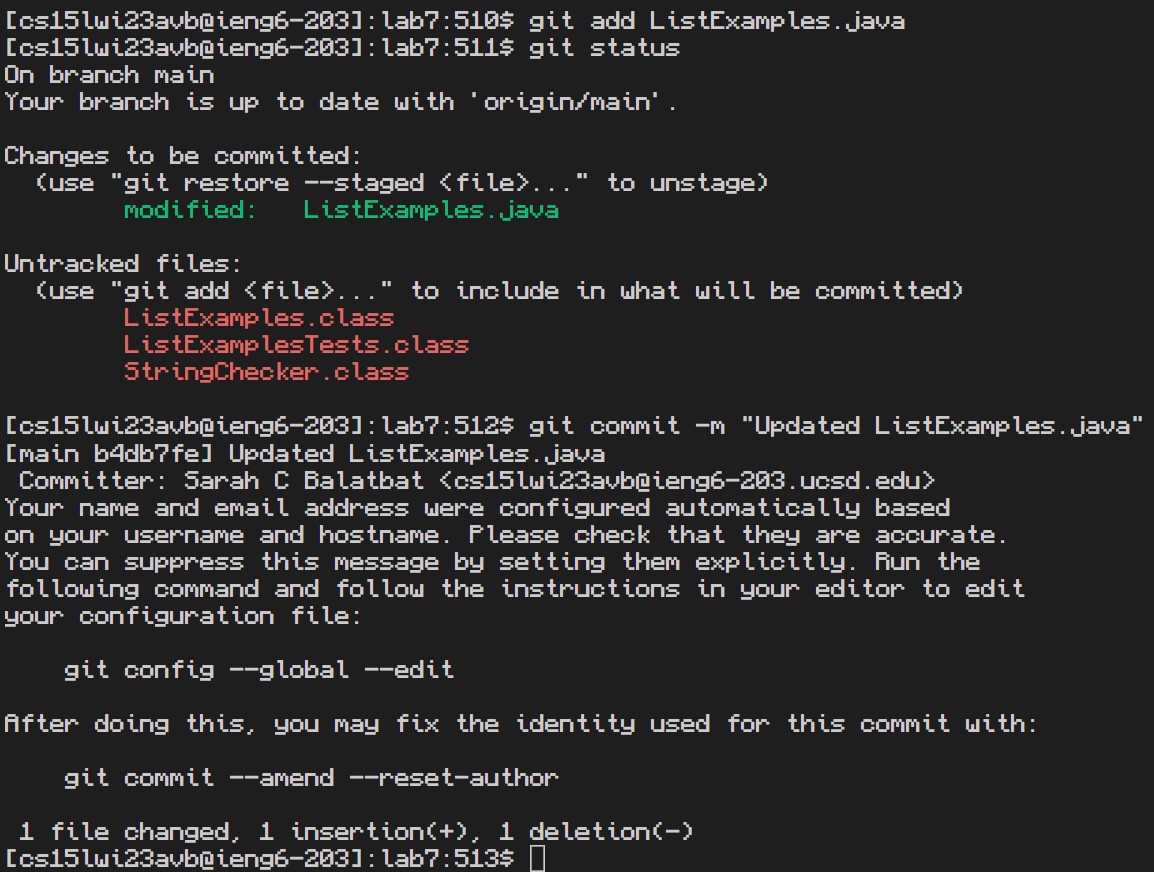 [cs15lwi23avb@ieng6-203]:lab7:510$ git add ListExamples.java
[cs15lwi23avb@ieng6-203]:lab7:511$ git status
On branch main
Your branch is up to date with 'origin/main'.
Changes to be committed:
  (use "git restore --staged <file>..." to unstage)
        modified:   ListExamples.java
Untracked files:
  (use "git add <file>..." to include in what will be committed)
        ListExamples.class
        ListExamplesTests.class
        StringChecker.class
[cs15lwi23avb@ieng6-203]:lab7:512$ git commit -m "Updated ListExamples.java"
[main b4db7fe] Updated ListExamples.java
 Committer: Sarah C Balatbat <cs15lwi23avb@ieng6-203.ucsd.edu>
Your name and email address were configured automatically based
on your username and hostname. Please check that they are accurate.
You can suppress this message by setting them explicitly. Run the
following command and follow the instructions in your editor to edit
your configuration file:
    git config --global --edit
After doing this, you may fix the identity used for this commit with:
    git commit --amend --reset-author
 1 file changed, 1 insertion(+), 1 deletion(-)
[cs15lwi23avb@ieng6-203]:lab7:513$